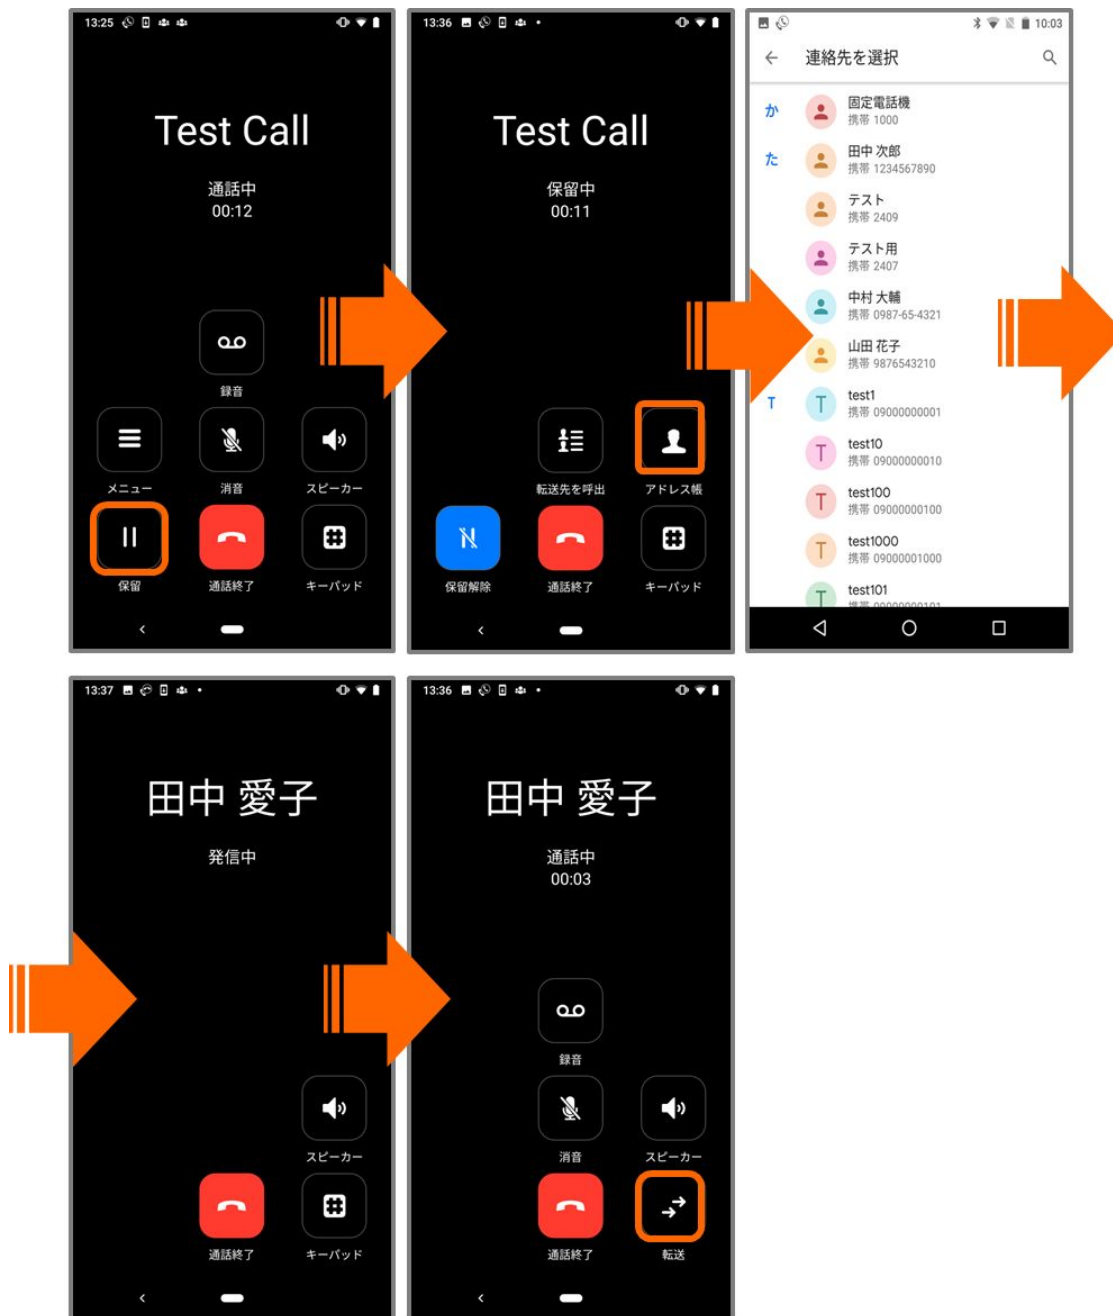 13:25
Test Call
通話中
00:12
録音
メニュー
消音
スピーカー
保留
通話終了
キーパッド
13:36
Test Call
保留中
00:11
転送先を呼出
アドレス帳
保留解除
通話終了
キーパッド
10:03
連絡先を選択
か
固定電話機
携帯 1000
た
田中 次郎
携帯 1234567890
テスト
携帯 2409
テスト用
携帯 2407
中村 大輔
携帯 0987-65-4321
山田 花子
携帯 9876543210
T
T
test1
携帯 09000000001
T
test10
携帯 09000000010
T
test100
携帯 09000000100
T
test1000
携帯 09000001000
T
test101
携帯 09000000101
13:37
田中 愛子
発信中
スピーカー
通話終了
キーパッド
13:36
田中 愛子
通話中
00:03
録音
消音
スピーカー
通話終了
転送